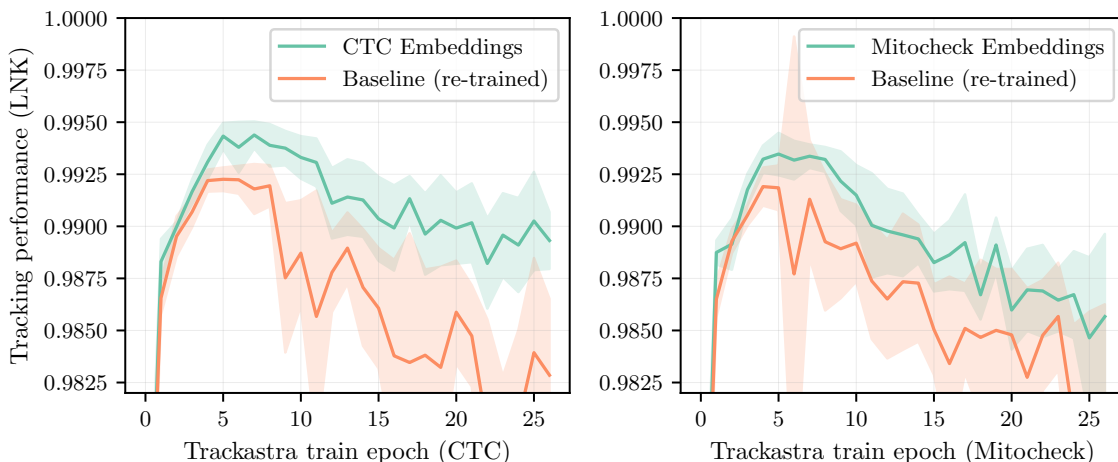 Tracking performance (LNK)
1.0000
0.9975
0.9950
0.9925
0.9900
0.9875
0.9850
0.9825
CTC Embeddings
Baseline (re-trained)
0 5 10 15 20 25
Trackastra train epoch (CTC)
1.0000
0.9975
0.9950
0.9925
0.9900
0.9875
0.9850
0.9825
Mitocheck Embeddings
Baseline (re-trained)
0 5 10 15 20 25
Trackastra train epoch (Mitocheck)